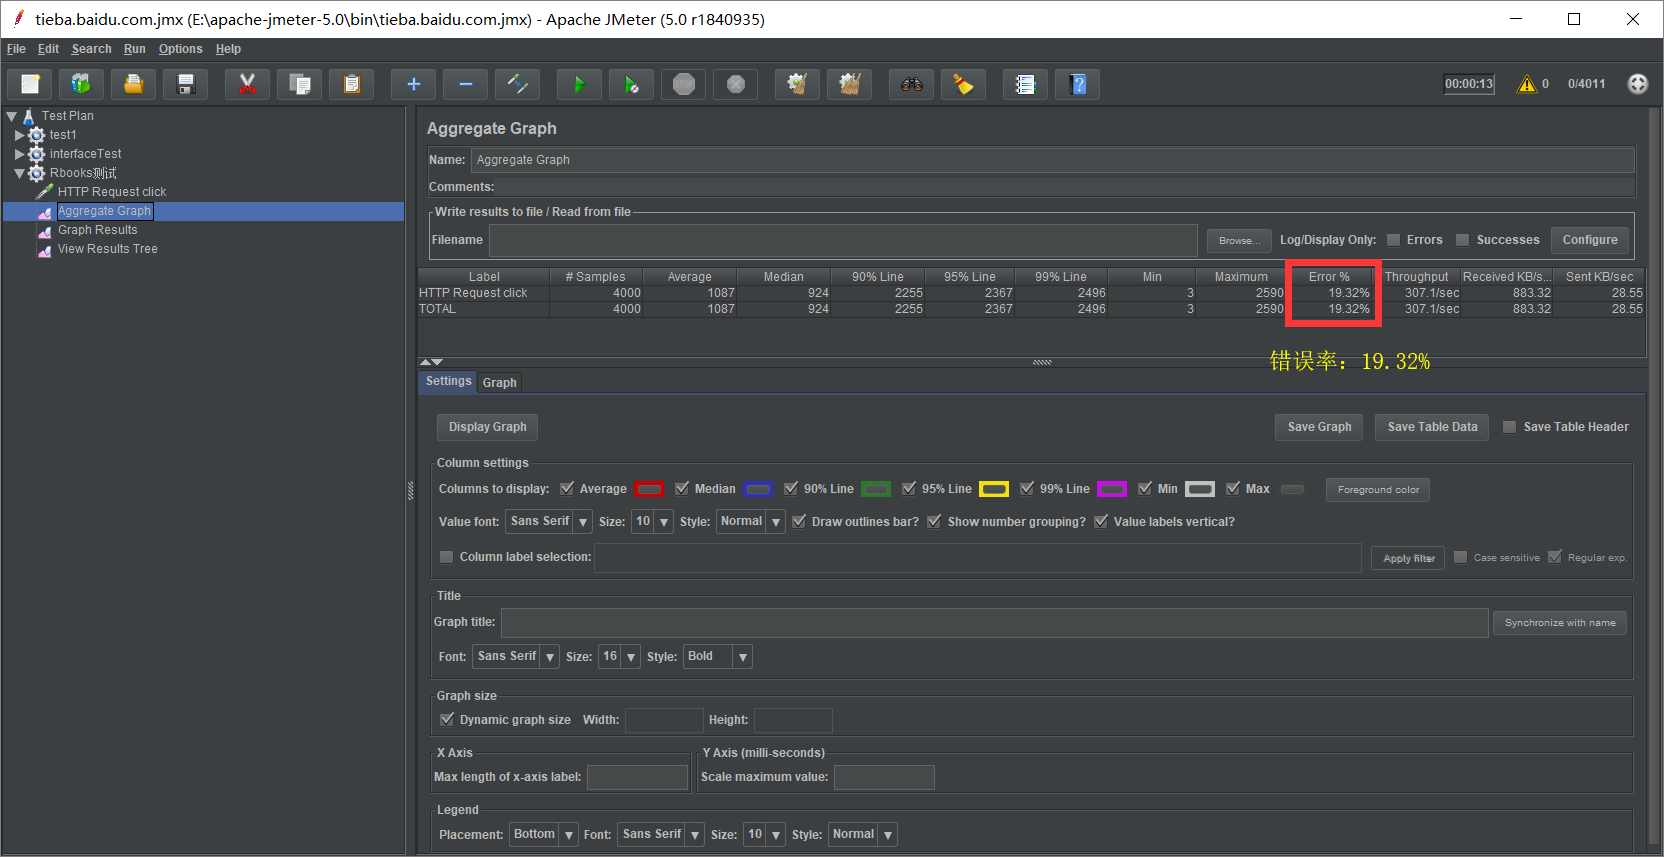 tieba.baidu.com.jmx (E:\apache-jmeter-5.0\bin\tieba.baidu.com.jmx) - Apache JMeter (5.0 r1840935)
File Edit Search Run Options Help
00:00:13 0 0/4011
Test Plan
test1
interfaceTest
Rbooks测试
HTTP Request click
Aggregate Graph
Graph Results
View Results Tree
Aggregate Graph
Name: Aggregate Graph
Comments:
Write results to file / Read from file
Filename Browse... Log/Display Only: Errors Successes Configure
Label # Samples Average Median 90% Line 95% Line 99% Line Min Maximum Error % Throughput Received KB/s... Sent KB/sec
HTTP Request click 4000 1087 924 2255 2367 2496 3 2590 19.32% 307.1/sec 883.32 28.55
TOTAL 4000 1087 924 2255 2367 2496 3 2590 19.32% 307.1/sec 883.32 28.55
错误率：19.32%
Settings Graph
Display Graph Save Graph Save Table Data Save Table Header
Column settings
Columns to display: Average Median 90% Line 95% Line 99% Line Min Max Foreground color
Value font: Sans Serif Size: 10 Style: Normal Draw outlines bar? Show number grouping? Value labels vertical?
Column label selection: Apply filter Case sensitive Regular exp.
Title
Graph title: Synchronize with name
Font: Sans Serif Size: 16 Style: Bold
Graph size
Dynamic graph size Width: Height:
X Axis Y Axis (milli-seconds)
Max length of x-axis label: Scale maximum value:
Legend
Placement: Bottom Font: Sans Serif Size: 10 Style: Normal